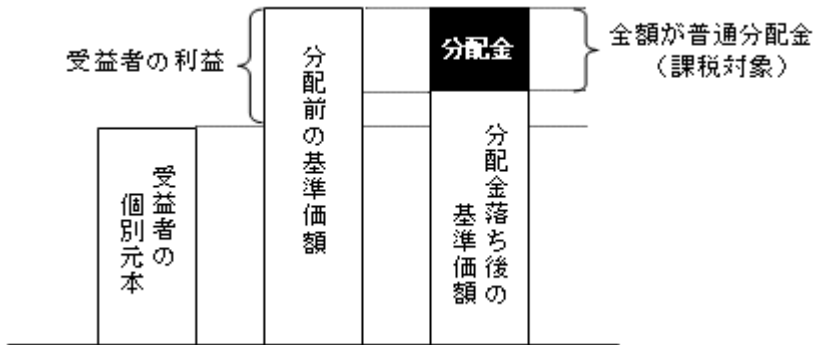 受益者の利益
分配前の基準価額
分配金
全額が普通分配金
（課税対象）
受益者の
個別元本
分配金落ち後の
基準価額